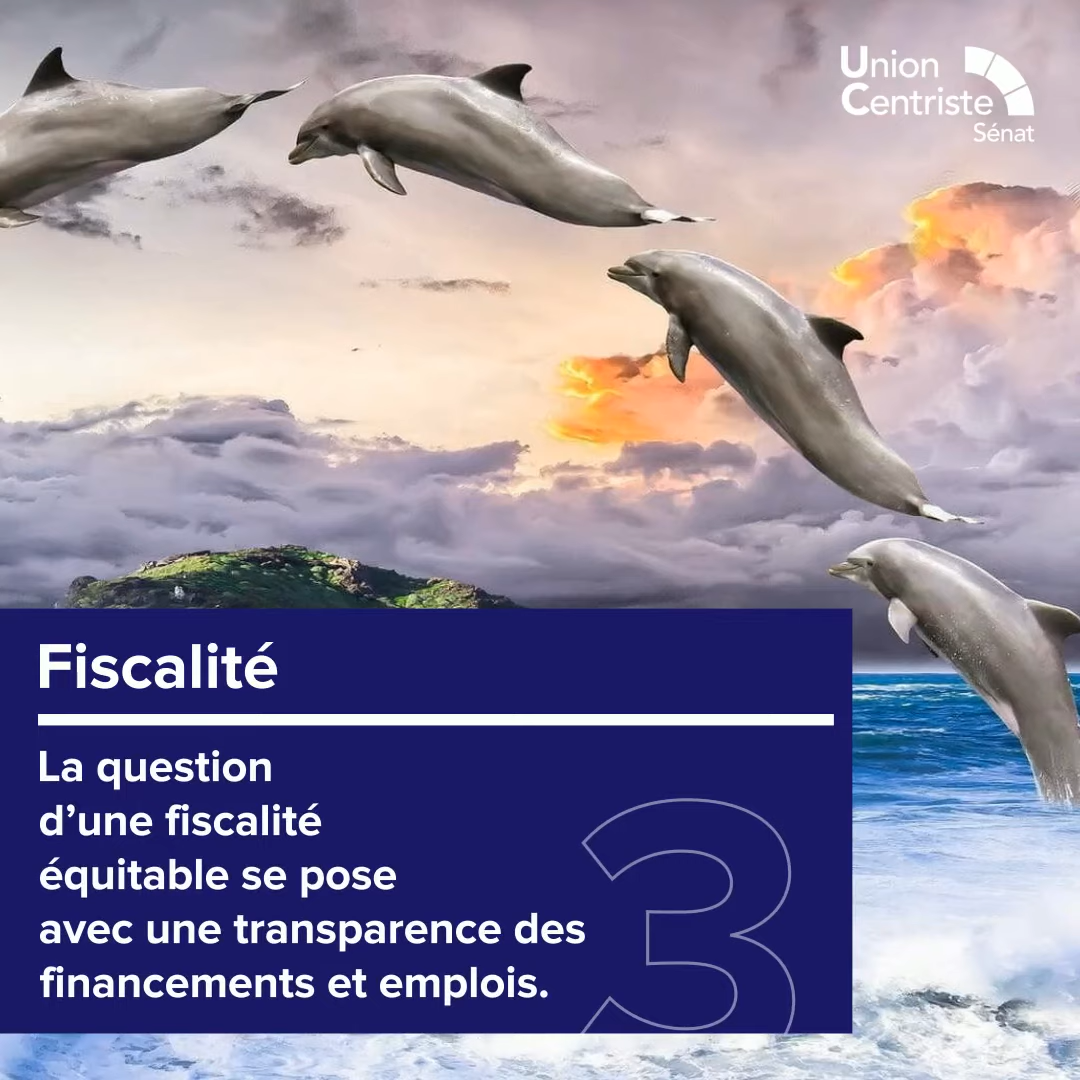 Union
Centriste
Sénat
Fiscalité
La question
d’une fiscalité
équitable se pose
avec une transparence des
financements et emplois.
3